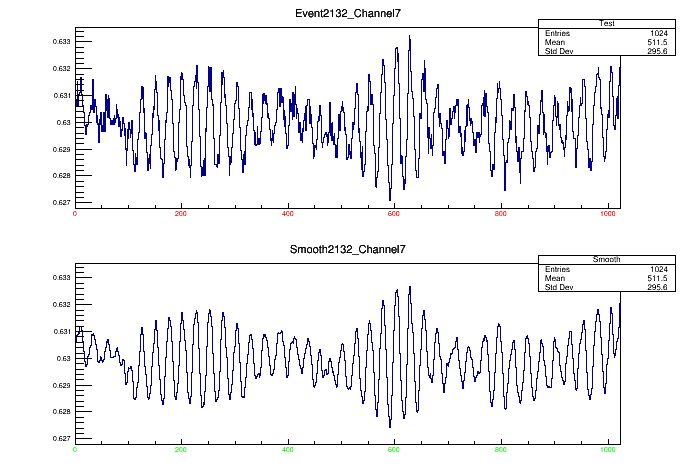 Event2132_Channel7
Test
Entries 1024
Mean 511.5
Std Dev 295.6
0.633
0.632
0.631
0.63
0.629
0.628
0.627
0 200 400 600 800 1000
Smooth2132_Channel7
Smooth
Entries 1024
Mean 511.5
Std Dev 295.6
0.633
0.632
0.631
0.63
0.629
0.628
0.627
0 200 400 600 800 1000